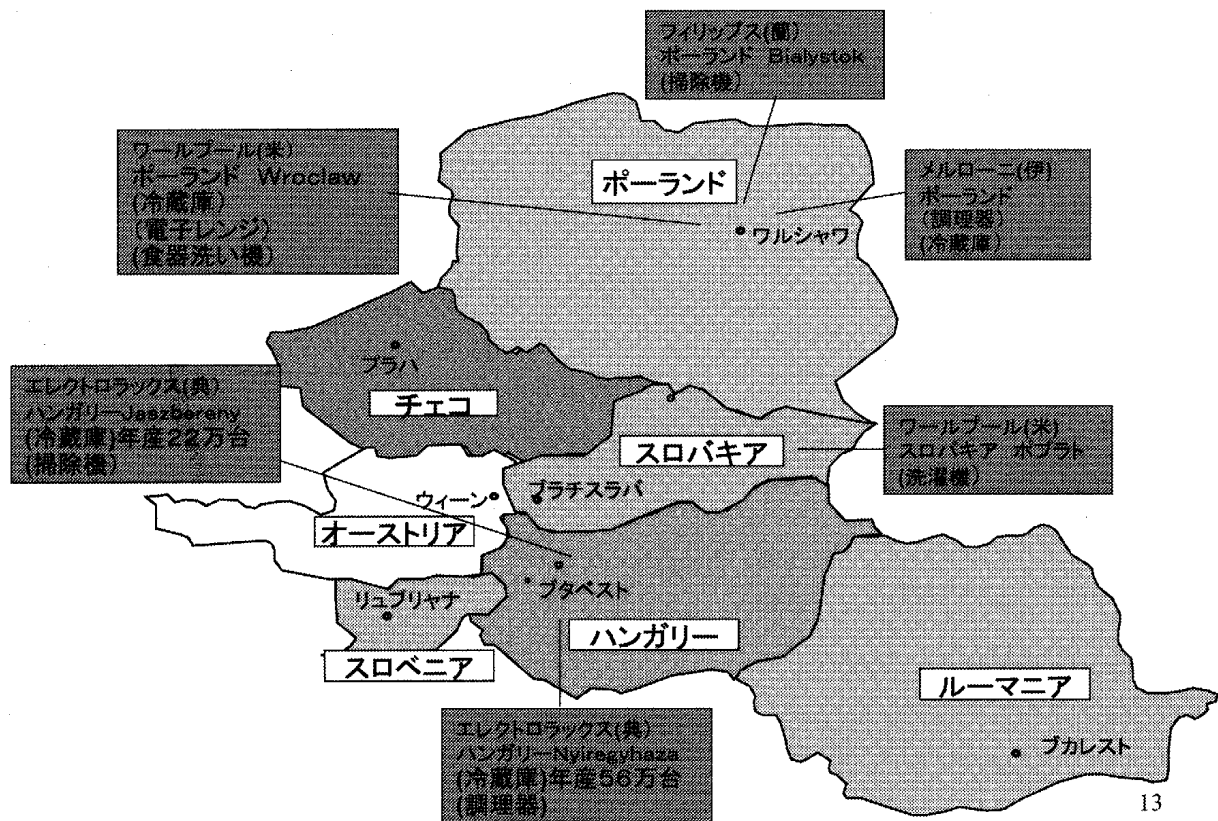 フィリップス(蘭)
ポーランド Bialystok
(掃除機)
ワールプール(米)
ポーランド Wroclaw
(冷蔵庫)
(電子レンジ)
(食器洗い機)
ポーランド
メルローニ(伊)
ポーランド
(調理器)
(冷蔵庫)
ワルシャワ
プラハ
エレクトロラックス(典)
ハンガリーJaszbereny
(冷蔵庫)年産22万台
(掃除機)
チェコ
スロバキア
ワールプール(米)
スロバキア ポプラト
(洗濯機)
ウィーン
ブラチスラバ
オーストリア
ブタペスト
リュブリャナ
ハンガリー
スロベニア
ルーマニア
エレクトロラックス(典)
ハンガリーNyiregyhaza
(冷蔵庫)年産56万台
(調理器)
ブカレスト
13